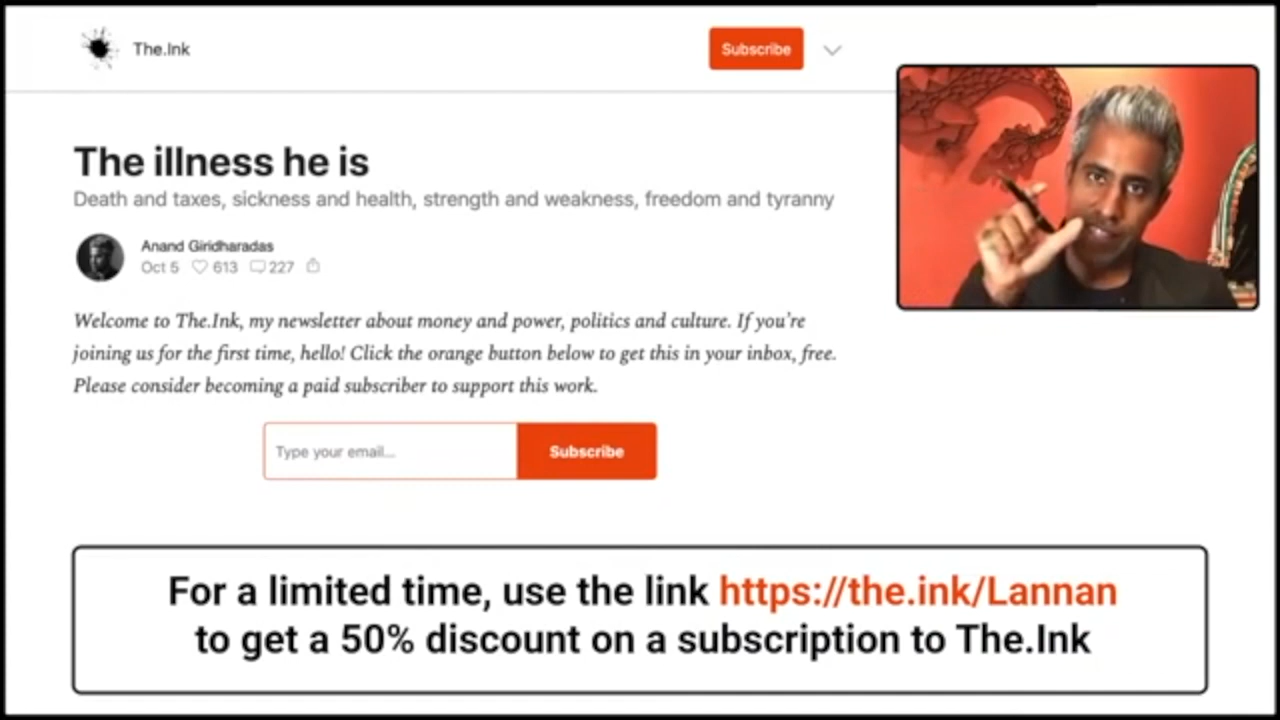 The.Ink
Subscribe
The illness he is
Death and taxes, sickness and health, strength and weakness, freedom and tyranny
Anand Giridharadas
Oct 5 613 227
Welcome to The.Ink, my newsletter about money and power, politics and culture. If you're
joining us for the first time, hello! Click the orange button below to get this in your inbox, free.
Please consider becoming a paid subscriber to support this work.
Type your email... Subscribe
For a limited time, use the link https://the.ink/Lannan
to get a 50% discount on a subscription to The.Ink